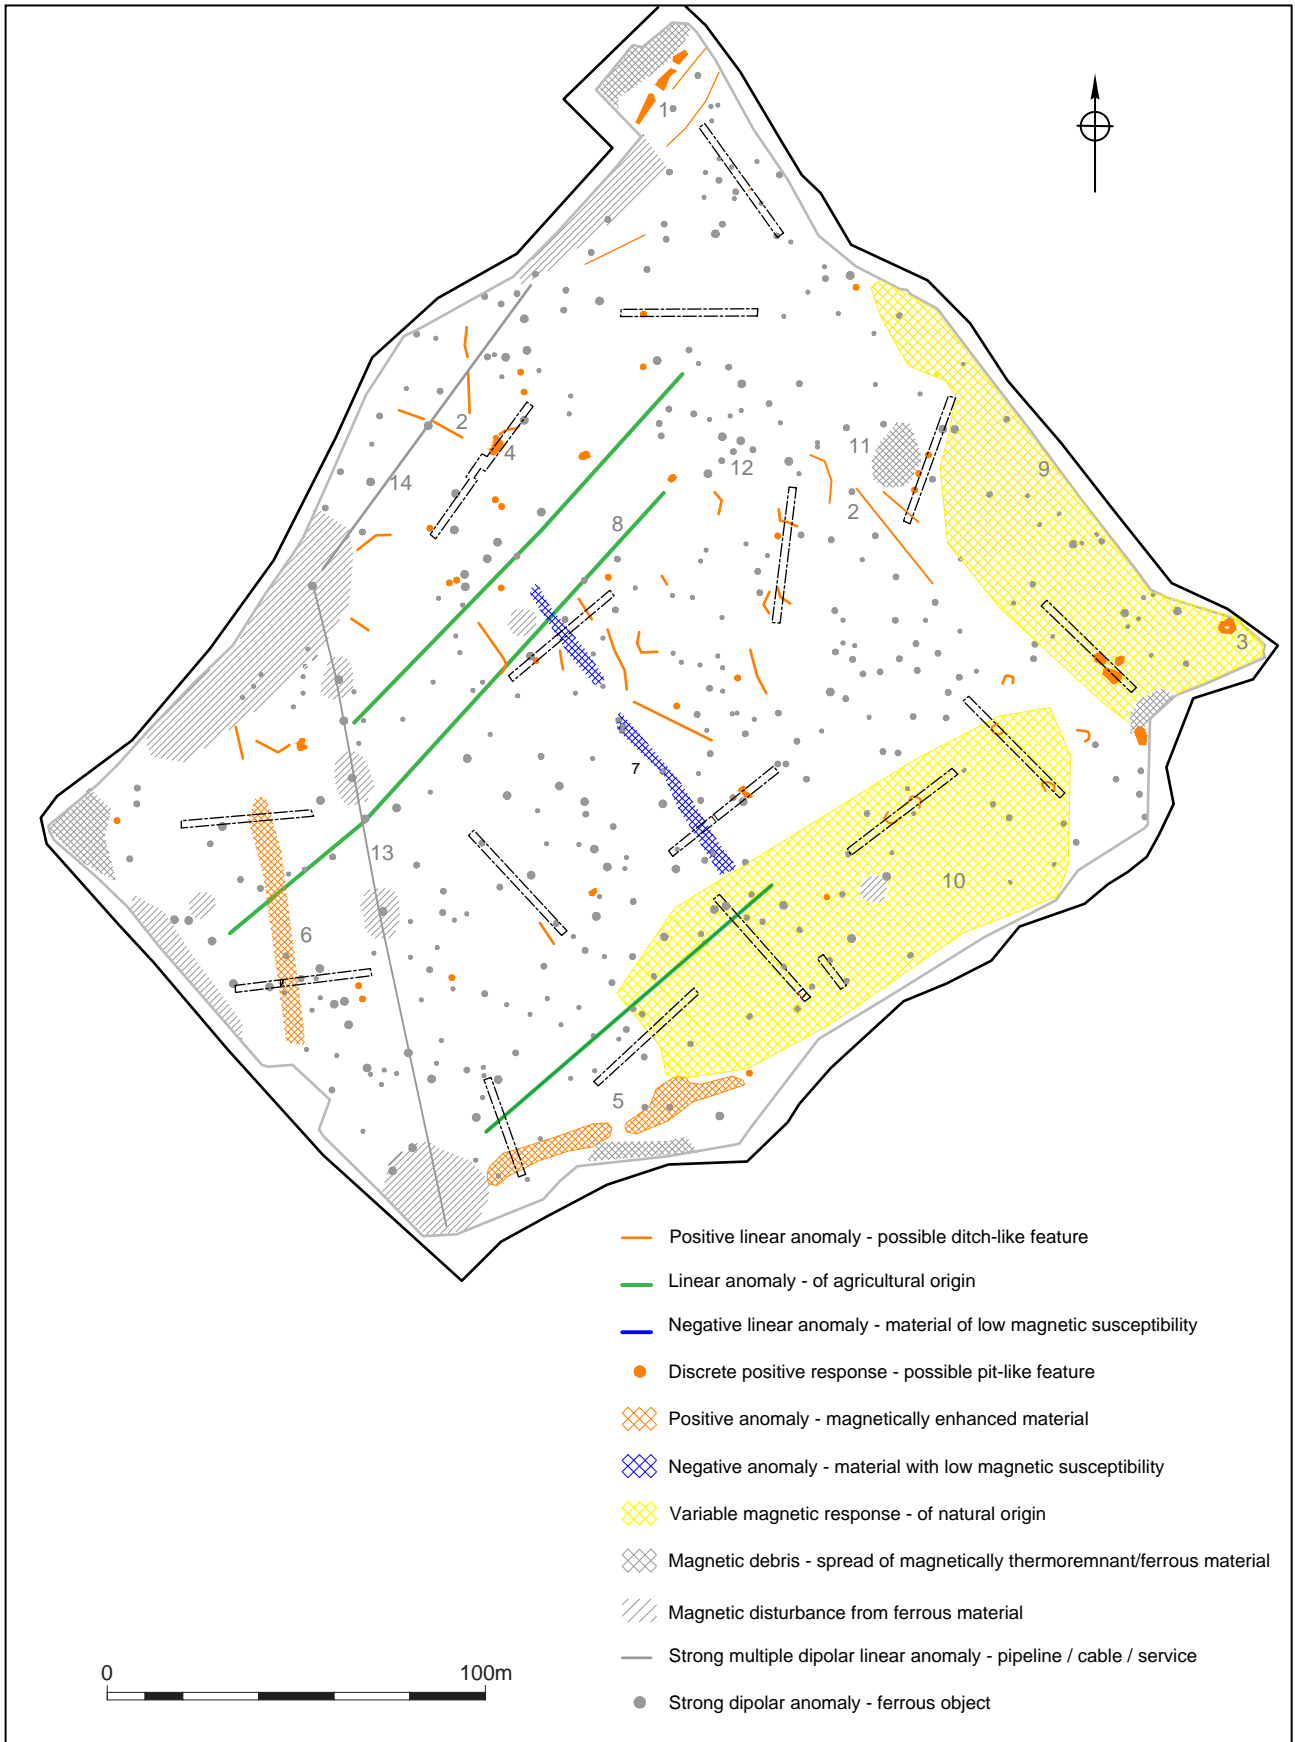 1
2
4
14
12
11
9
2
8
3
7
13
10
6
5
Positive linear anomaly - possible ditch-like feature
Linear anomaly - of agricultural origin
Negative linear anomaly - material of low magnetic susceptibility
Discrete positive response - possible pit-like feature
Positive anomaly - magnetically enhanced material
Negative anomaly - material with low magnetic susceptibility
Variable magnetic response - of natural origin
Magnetic debris - spread of magnetically thermoremnant/ferrous material
Magnetic disturbance from ferrous material
Strong multiple dipolar linear anomaly - pipeline / cable / service
Strong dipolar anomaly - ferrous object
0 100m